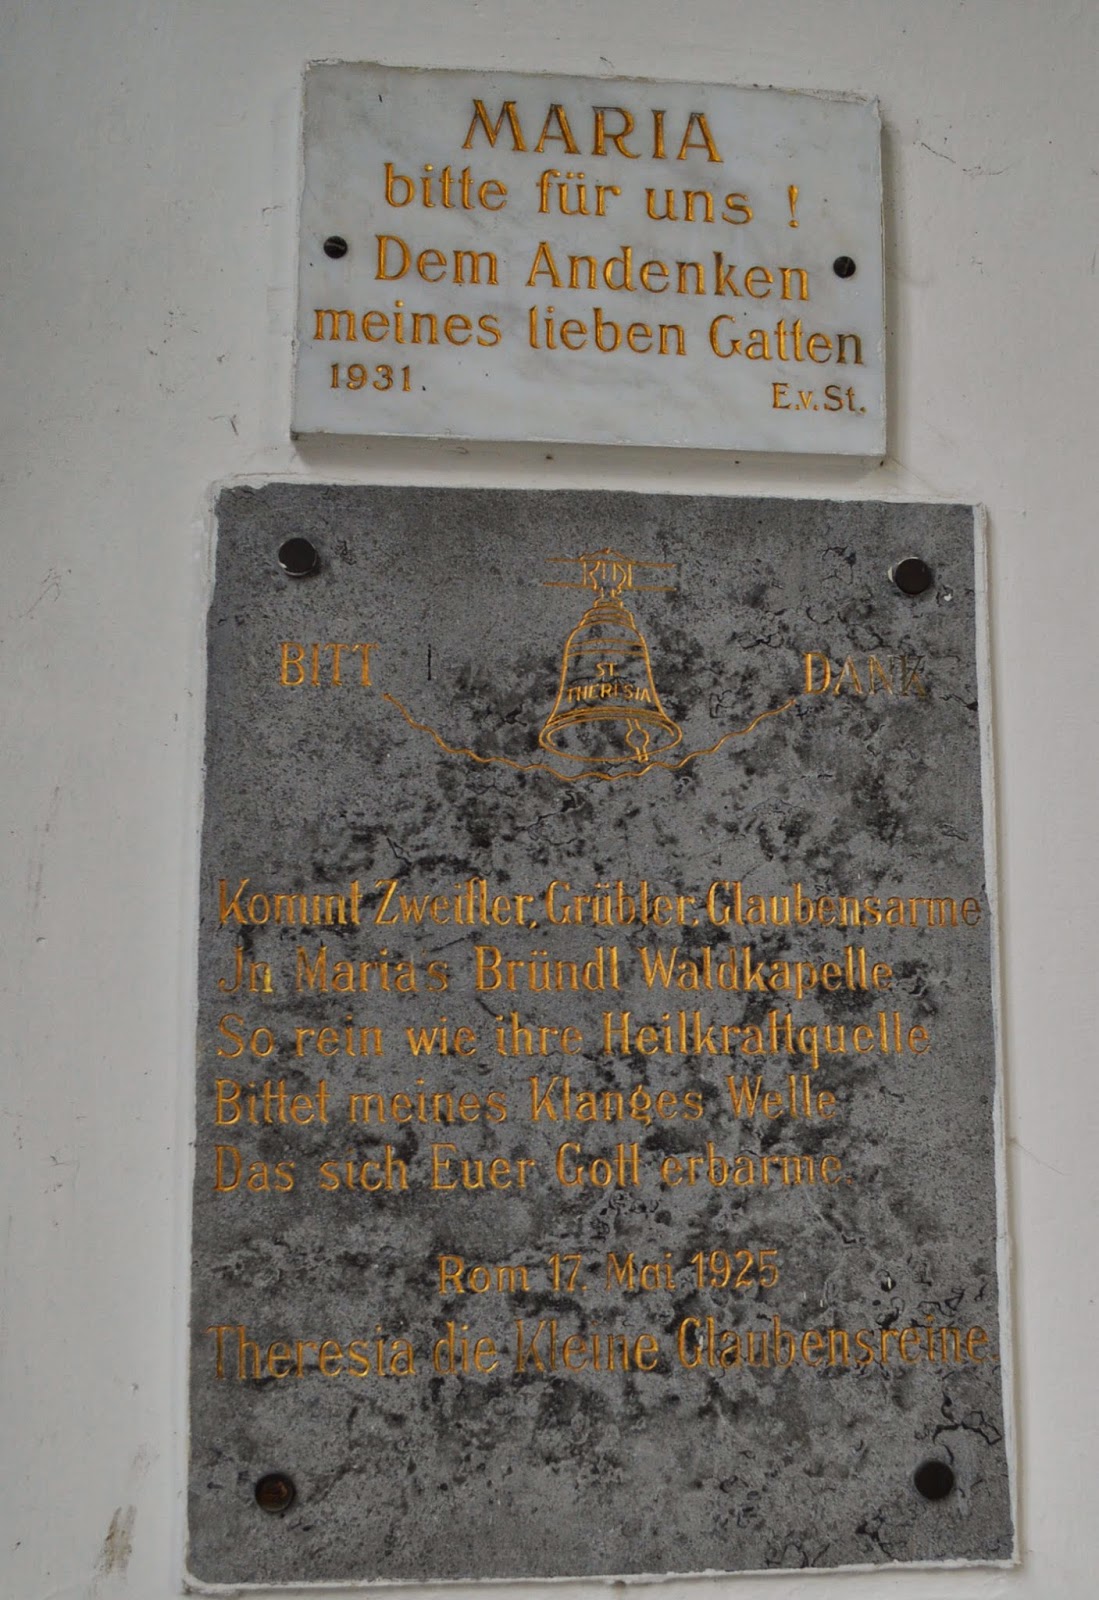 MARIA
bitte für uns !
Dem Andenken
meines lieben Gatten
1931.
E.v.St.
BITT
DANK
ST
THERESIA
Kommt Zweifler, Grübler, Glaubensarme
Jn Maria's Bründl Waldkapelle
So rein wie ihre Heilkraftquelle
Bittet meines Klanges Welle
Das sich Euer Gott erbarme.
Rom 17. Mai 1925
Theresia die Kleine Glaubensreine.